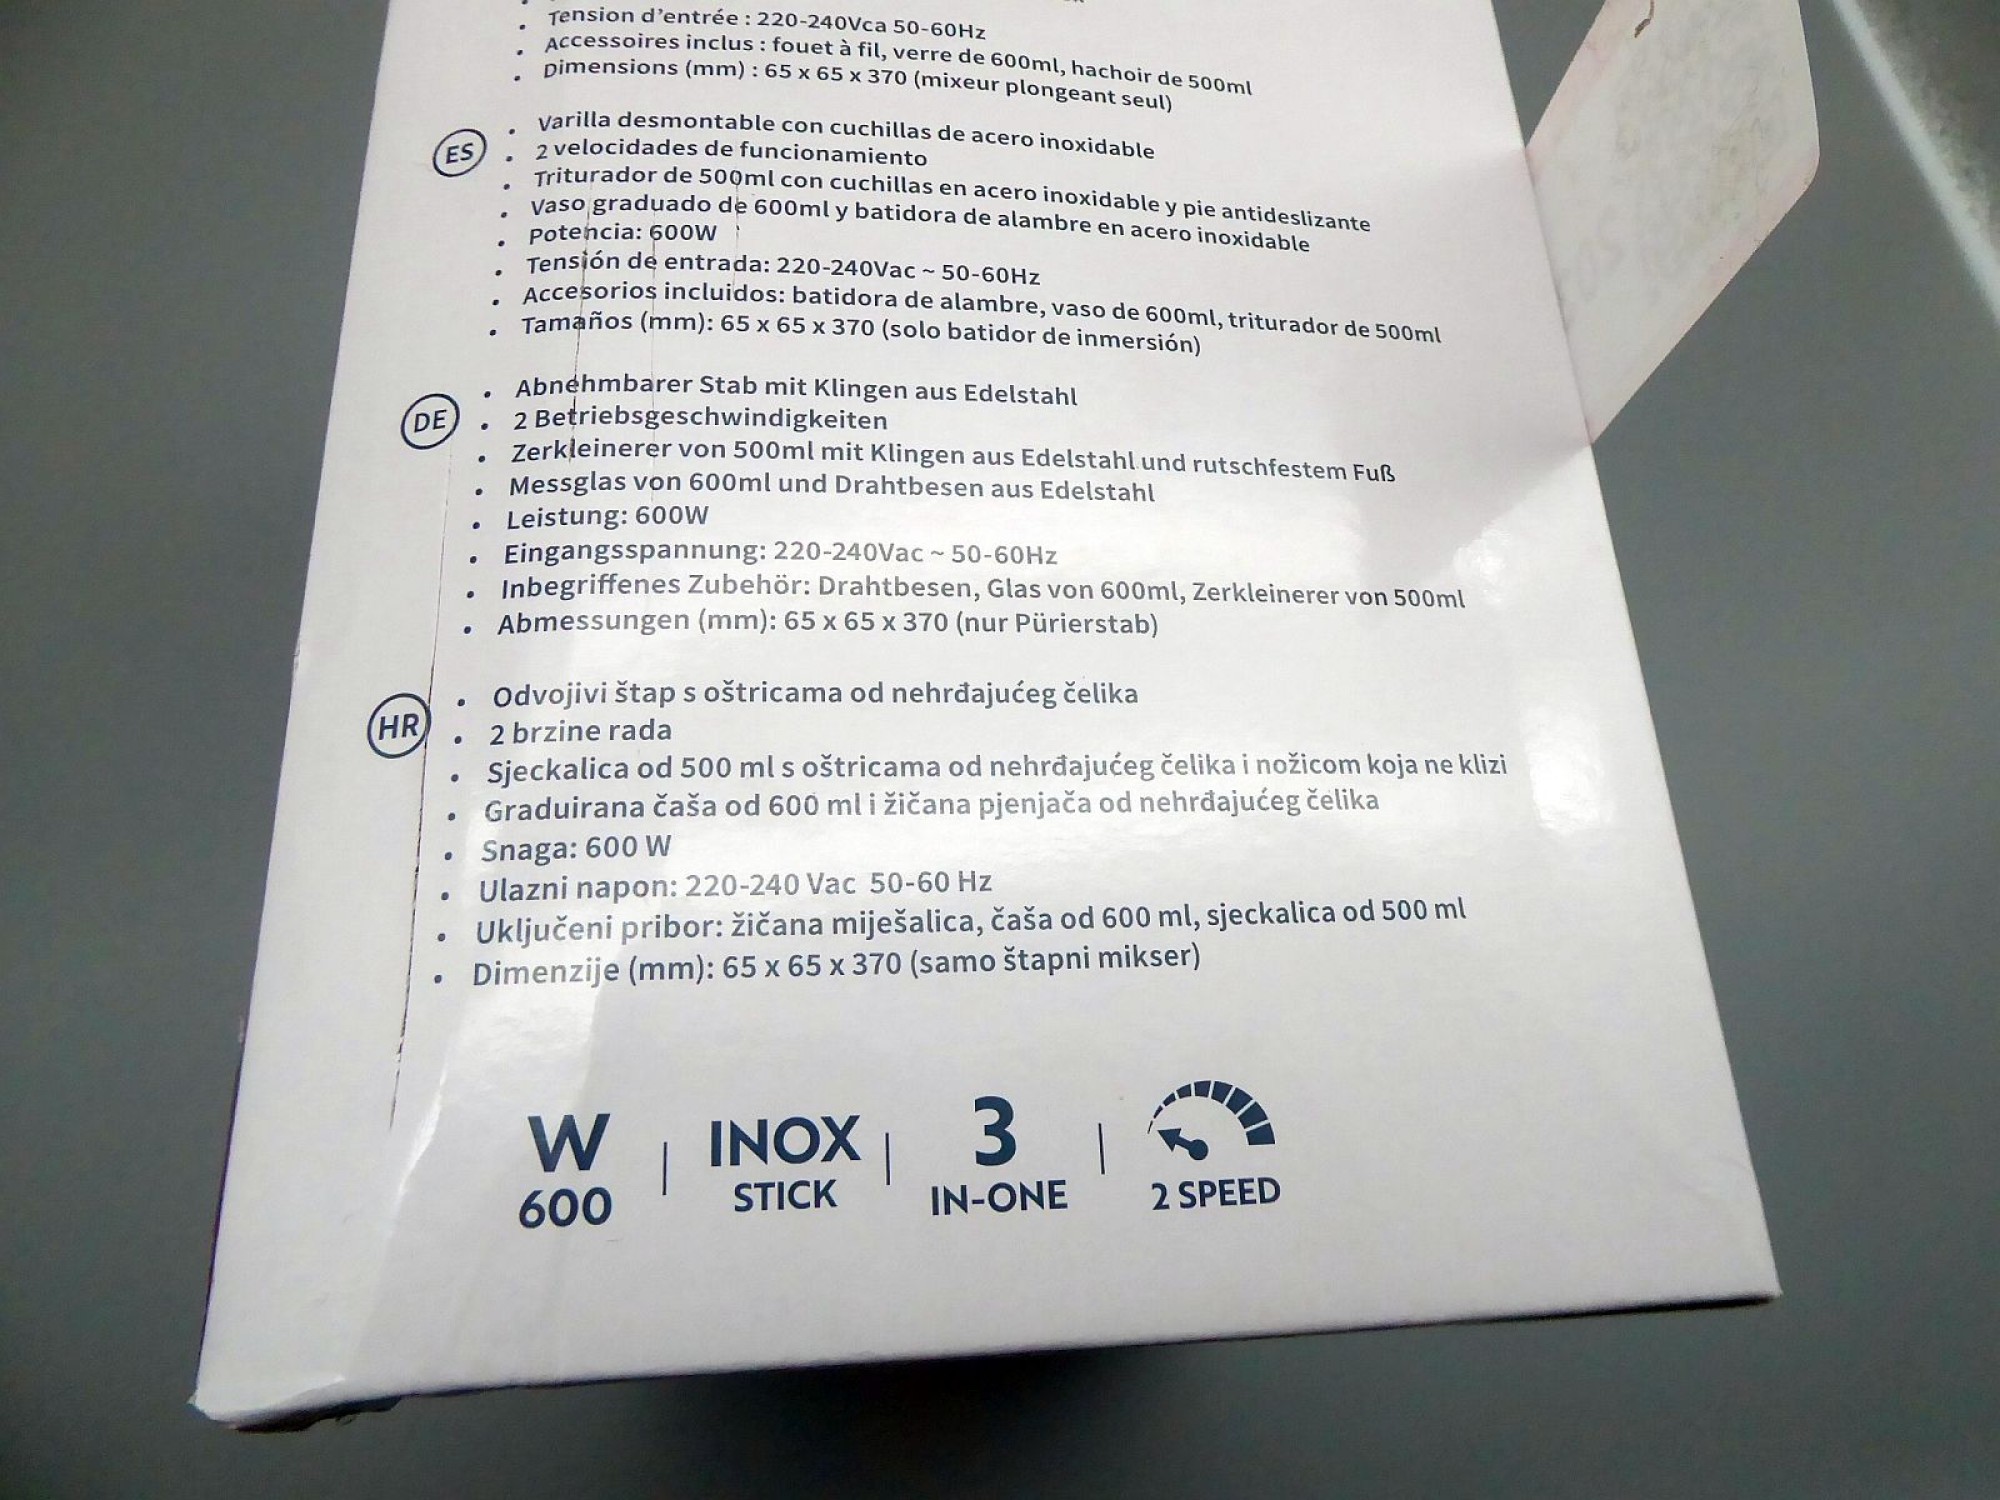 • Tension d'entrée : 220-240Vca 50-60Hz
• Accessoires inclus : fouet à fil, verre de 600ml, hachoir de 500ml
• Dimensions (mm) : 65 x 65 x 370 (mixeur plongeant seul)
ES
• Varilla desmontable con cuchillas de acero inoxidable
• 2 velocidades de funcionamiento
• Triturador de 500ml con cuchillas en acero inoxidable y pie antideslizante
• Vaso graduado de 600ml y batidora de alambre en acero inoxidable
• Potencia: 600W
• Tensión de entrada: 220-240Vac ~ 50-60Hz
• Accesorios incluidos: batidora de alambre, vaso de 600ml, triturador de 500ml
• Tamaños (mm): 65 x 65 x 370 (solo batidor de inmersión)
DE
• Abnehmbarer Stab mit Klingen aus Edelstahl
• 2 Betriebsgeschwindigkeiten
• Zerkleinerer von 500ml mit Klingen aus Edelstahl und rutschfestem Fuß
• Messglas von 600ml und Drahtbesen aus Edelstahl
• Leistung: 600W
• Eingangsspannung: 220-240Vac ~ 50-60Hz
• Inbegriffenes Zubehör: Drahtbesen, Glas von 600ml, Zerkleinerer von 500ml
• Abmessungen (mm): 65 x 65 x 370 (nur Pürierstab)
HR
• Odvojivi štap s oštricama od nehrđajućeg čelika
• 2 brzine rada
• Sjeckalica od 500 ml s oštricama od nehrđajućeg čelika i nožicom koja ne klizi
• Graduirana čaša od 600 ml i žičana pjenjača od nehrđajućeg čelika
• Snaga: 600 W
• Ulazni napon: 220-240 Vac 50-60 Hz
• Uključeni pribor: žičana miješalica, čaša od 600 ml, sjeckalica od 500 ml
• Dimenzije (mm): 65 x 65 x 370 (samo štapni mikser)
W | INOX | 3 |
600 STICK IN-ONE 2 SPEED